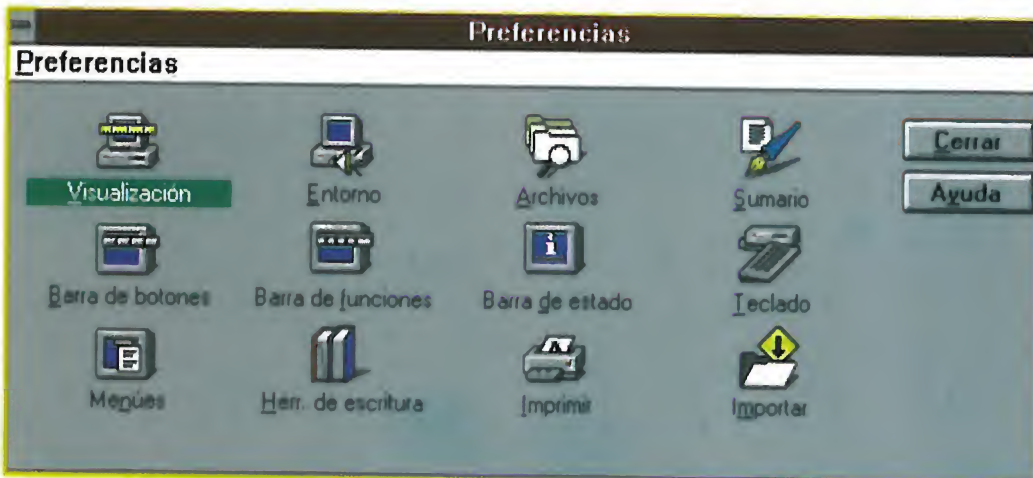 Preferencias
Preferencias
Visualización Entorno Archivos Sumario Cerrar
Ayuda
Barra de botones Barra de funciones Barra de estado Teclado
Menúes Herr. de escritura Imprimir Importar